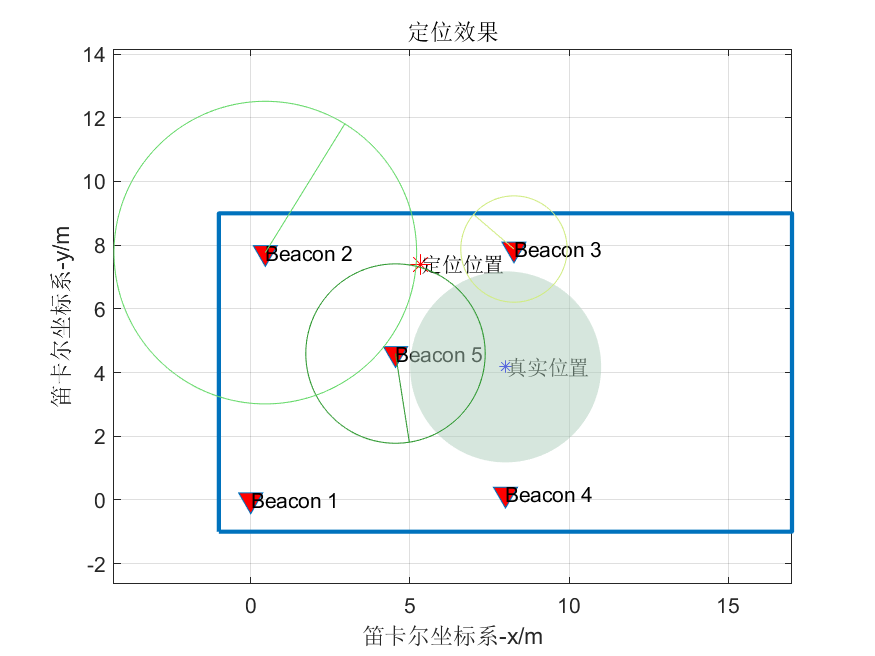 定位效果
14
12
10
8
6
4
2
0
-2
笛卡尔坐标系-y/m
Beacon 2
Beacon 3
定位位置
Beacon 5
真实位置
Beacon 1
Beacon 4
0
5
10
15
笛卡尔坐标系-x/m